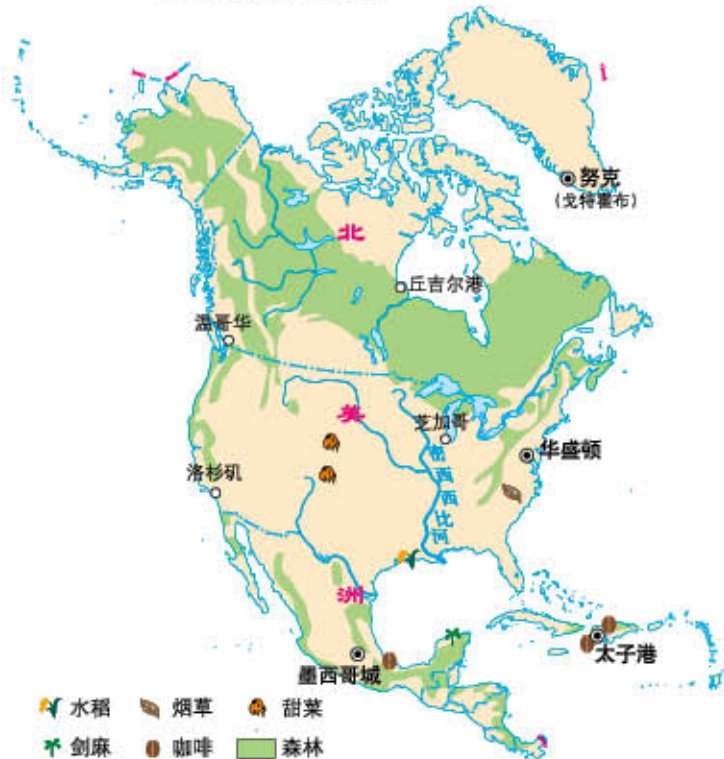 努克
(戈特霍布)
北
丘吉尔港
温哥华
美
芝加哥
华盛顿
密西西比河
洛杉矶
洲
太子港
墨西哥城
水稻 烟草 甜菜
剑麻 咖啡 森林